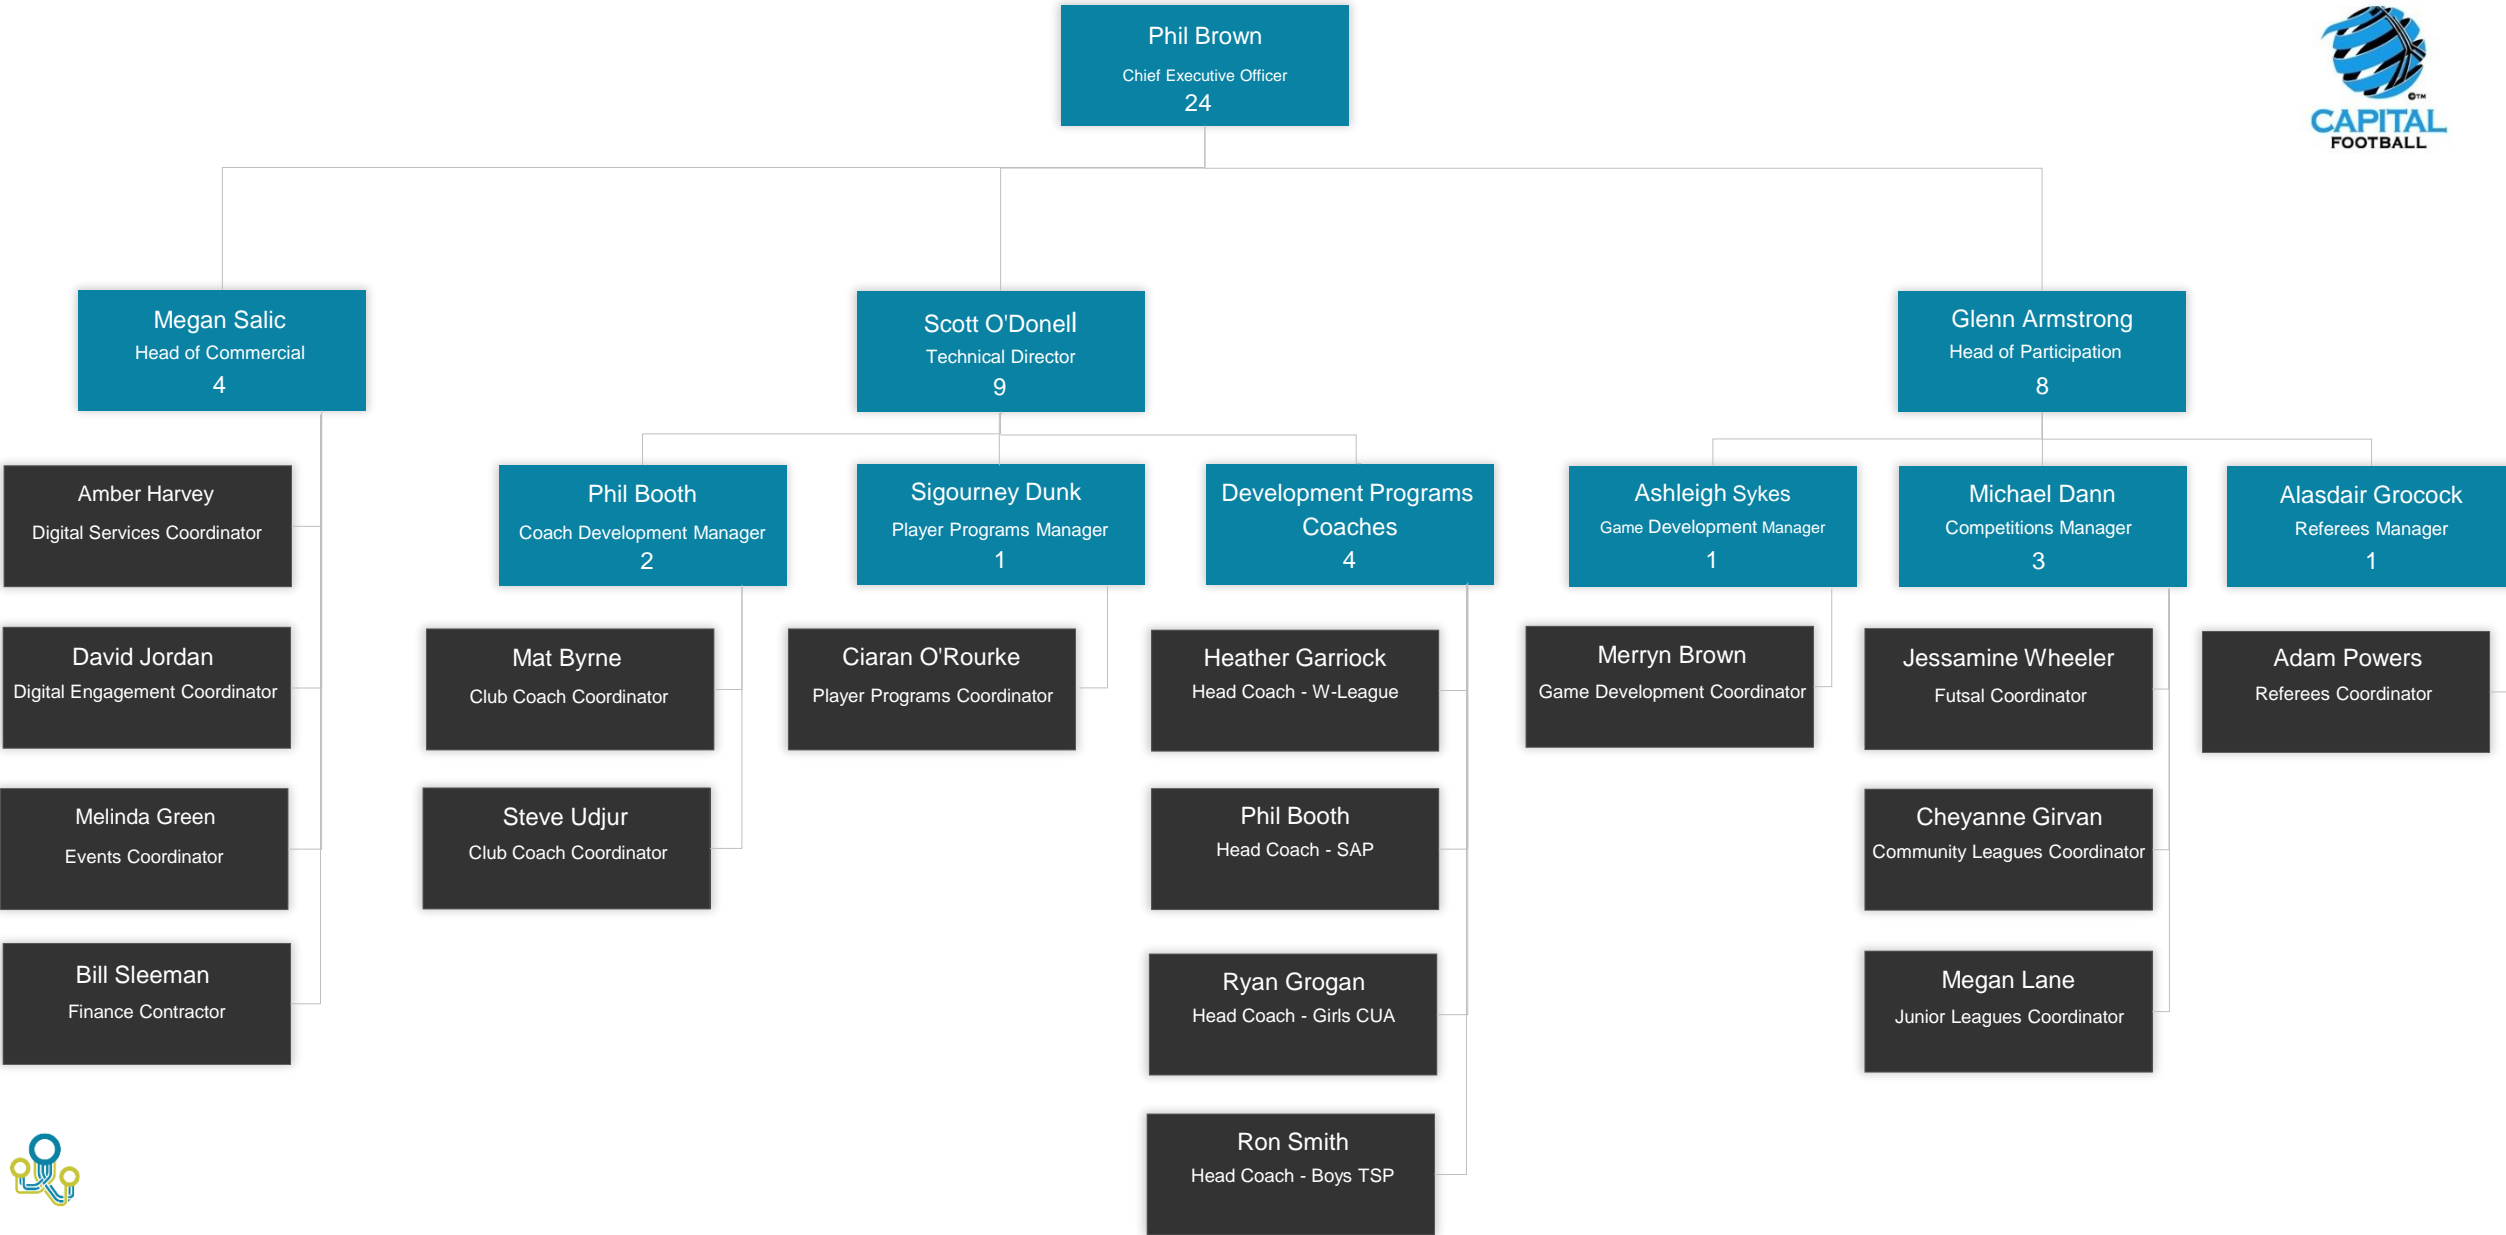 Phil Brown
Chief Executive Officer
24
©™
CAPITAL
FOOTBALL
Megan Salic
Head of Commercial
4
Scott O'Donell
Technical Director
9
Glenn Armstrong
Head of Participation
8
Amber Harvey
Digital Services Coordinator
David Jordan
Digital Engagement Coordinator
Melinda Green
Events Coordinator
Bill Sleeman
Finance Contractor
Phil Booth
Coach Development Manager
2
Mat Byrne
Club Coach Coordinator
Steve Udjur
Club Coach Coordinator
Sigourney Dunk
Player Programs Manager
1
Ciaran O'Rourke
Player Programs Coordinator
Development Programs
Coaches
4
Heather Garriock
Head Coach - W-League
Phil Booth
Head Coach - SAP
Ryan Grogan
Head Coach - Girls CUA
Ron Smith
Head Coach - Boys TSP
Ashleigh Sykes
Game Development Manager
1
Merryn Brown
Game Development Coordinator
Michael Dann
Competitions Manager
3
Jessamine Wheeler
Futsal Coordinator
Cheyanne Girvan
Community Leagues Coordinator
Megan Lane
Junior Leagues Coordinator
Alasdair Grocock
Referees Manager
1
Adam Powers
Referees Coordinator